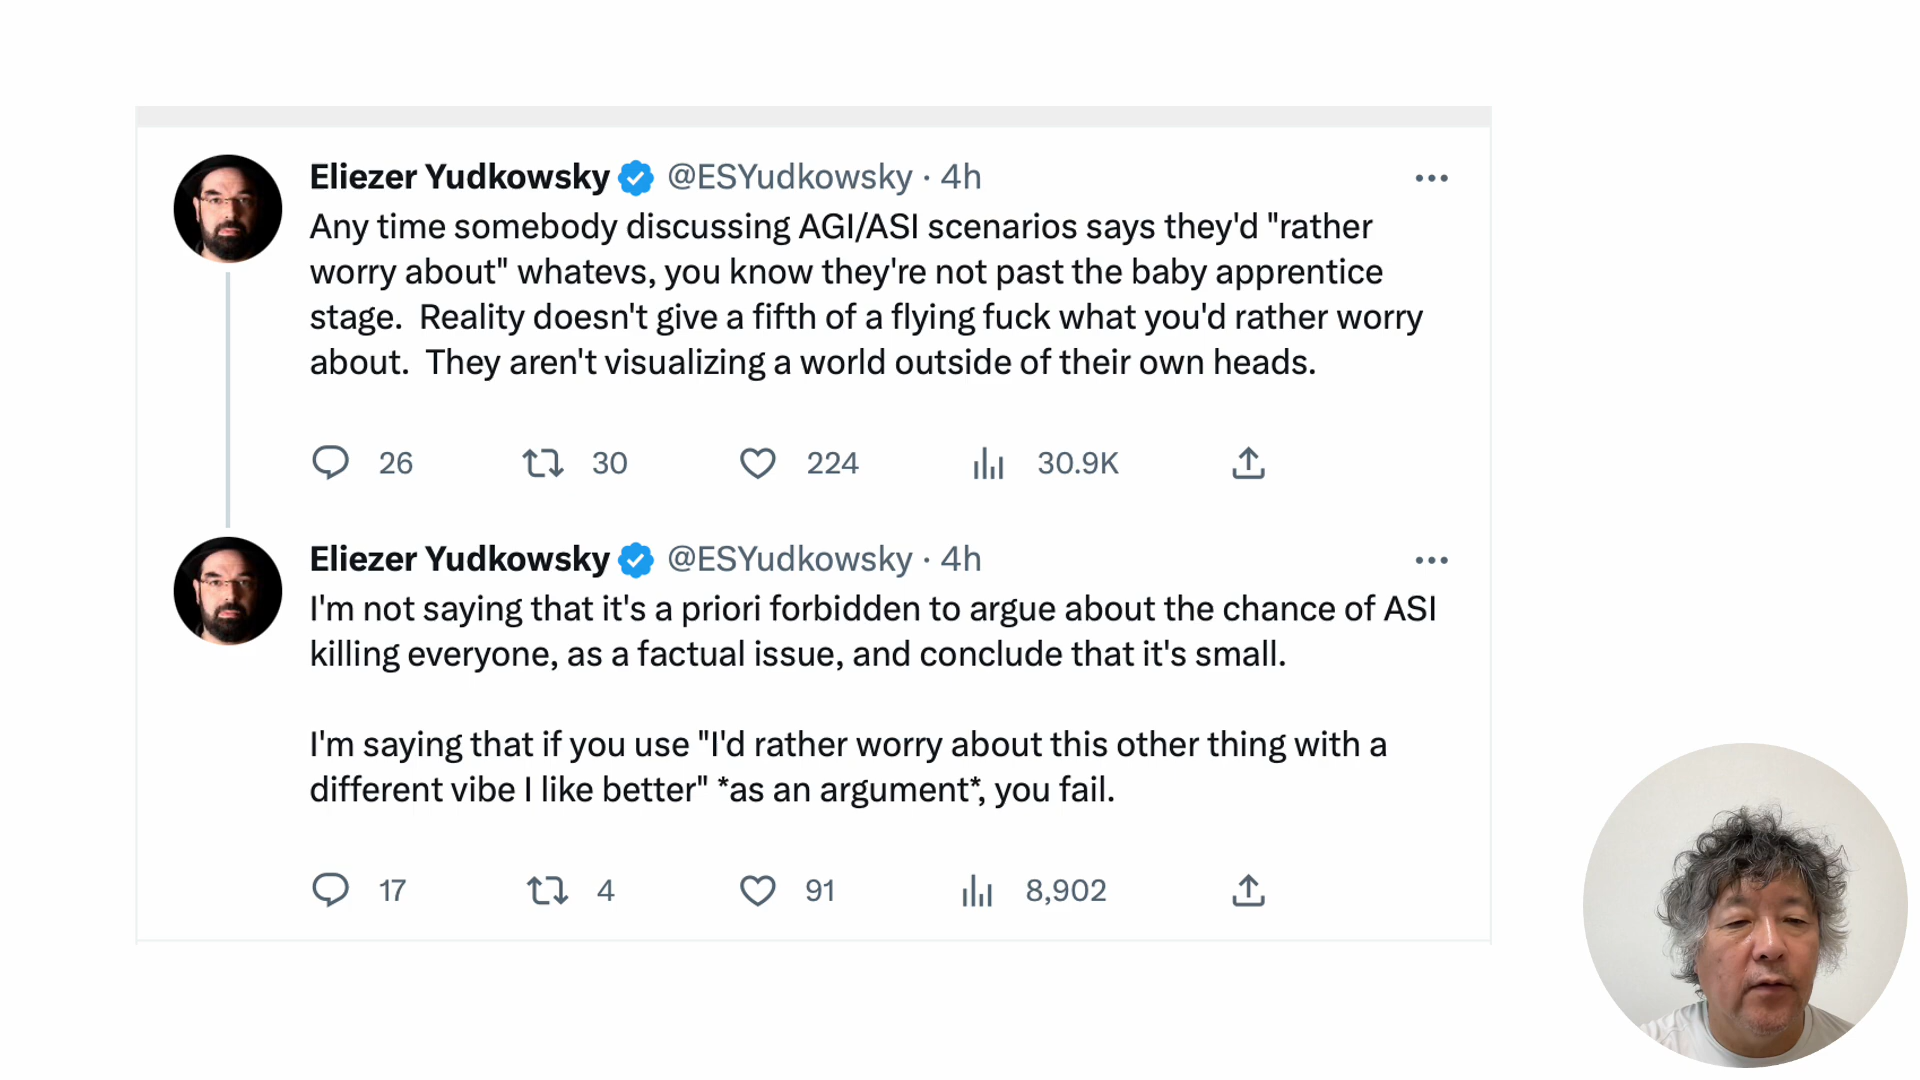 Eliezer Yudkowsky @ESYudkowsky · 4h
Any time somebody discussing AGI/ASI scenarios says they'd "rather
worry about" whatevs, you know they're not past the baby apprentice
stage.  Reality doesn't give a fifth of a flying fuck what you'd rather worry
about.  They aren't visualizing a world outside of their own heads.
26 30 224 30.9K
Eliezer Yudkowsky @ESYudkowsky · 4h
I'm not saying that it's a priori forbidden to argue about the chance of ASI
killing everyone, as a factual issue, and conclude that it's small.
I'm saying that if you use "I'd rather worry about this other thing with a
different vibe I like better" *as an argument*, you fail.
17 4 91 8,902